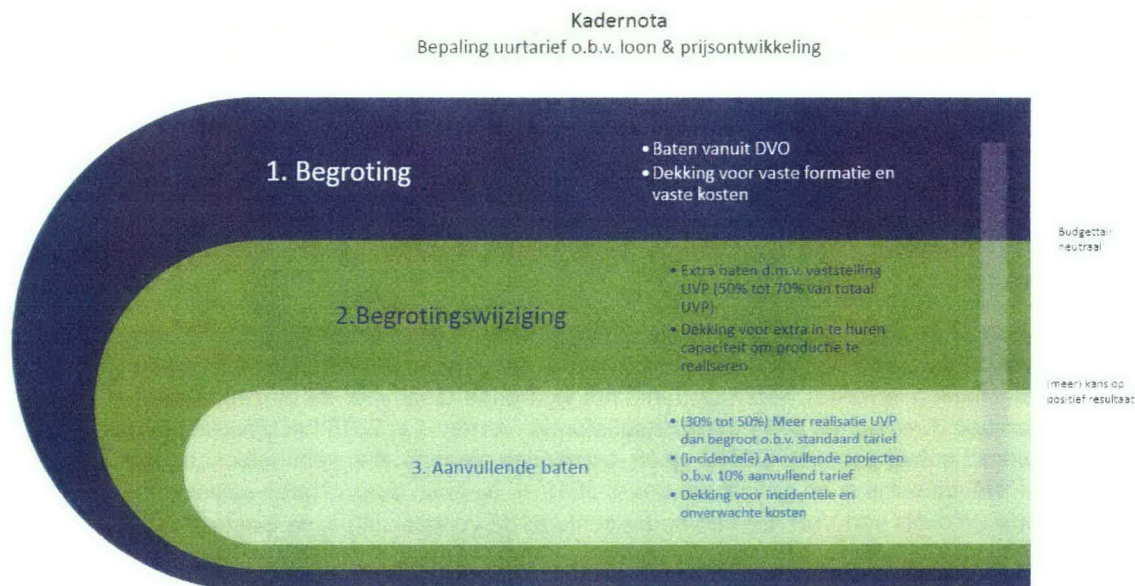 Kadernota
Bepaling uurtarief o.b.v. loon & prijsontwikkeling
1. Begroting
• Baten vanuit DVO
• Dekking voor vaste formatie en
vaste kosten
Budgettair
neutraal
2.Begrotingswijziging
• Extra baten d.m.v. vaststelling
UVP (50% tot 70% van totaal
UVP)
• Dekking voor extra in te huren
capaciteit om productie te
realiseren
(meer) kans op
positief resultaat
3. Aanvullende baten
• (30% tot 50%) Meer realisatie UVP
dan begroot o.b.v. standaard tarief
• (incidentele) Aanvullende projecten
o.b.v. 10% aanvullend tarief
• Dekking voor incidentele en
onverwachte kosten